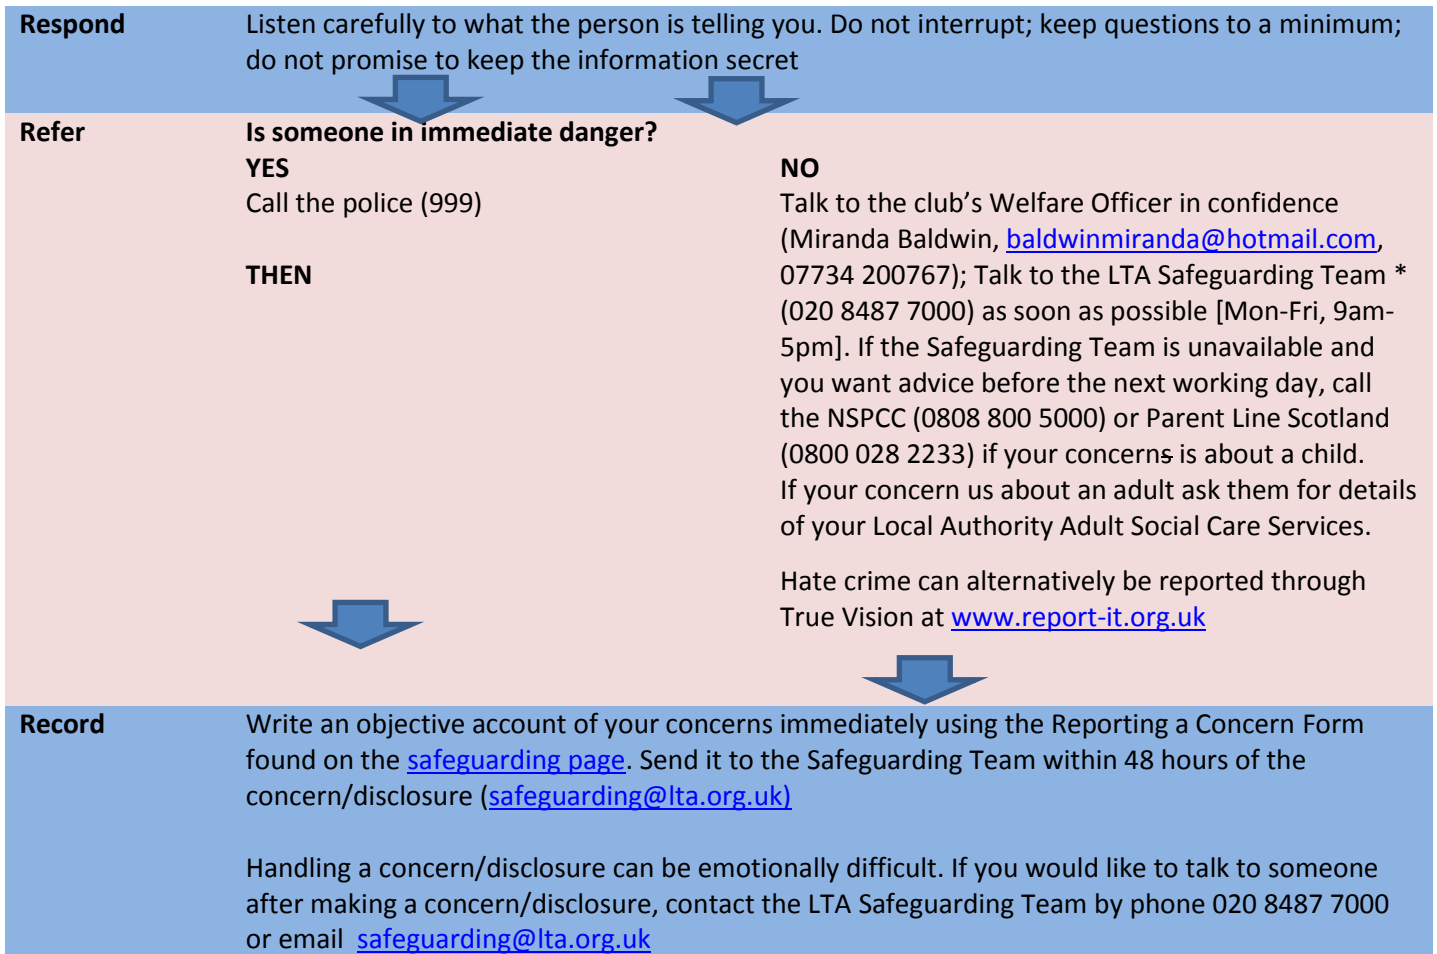 Respond
Listen carefully to what the person is telling you. Do not interrupt; keep questions to a minimum;
do not promise to keep the information secret
Refer
Is someone in immediate danger?
YES
Call the police (999)
THEN
NO
Talk to the club’s Welfare Officer in confidence
(Miranda Baldwin, baldwinmiranda@hotmail.com,
07734 200767); Talk to the LTA Safeguarding Team *
(020 8487 7000) as soon as possible [Mon-Fri, 9am-
5pm]. If the Safeguarding Team is unavailable and
you want advice before the next working day, call
the NSPCC (0808 800 5000) or Parent Line Scotland
(0800 028 2233) if your concerns is about a child.
If your concern us about an adult ask them for details
of your Local Authority Adult Social Care Services.
Hate crime can alternatively be reported through
True Vision at www.report-it.org.uk
Record
Write an objective account of your concerns immediately using the Reporting a Concern Form
found on the safeguarding page. Send it to the Safeguarding Team within 48 hours of the
concern/disclosure (safeguarding@lta.org.uk)
Handling a concern/disclosure can be emotionally difficult. If you would like to talk to someone
after making a concern/disclosure, contact the LTA Safeguarding Team by phone 020 8487 7000
or email safeguarding@lta.org.uk